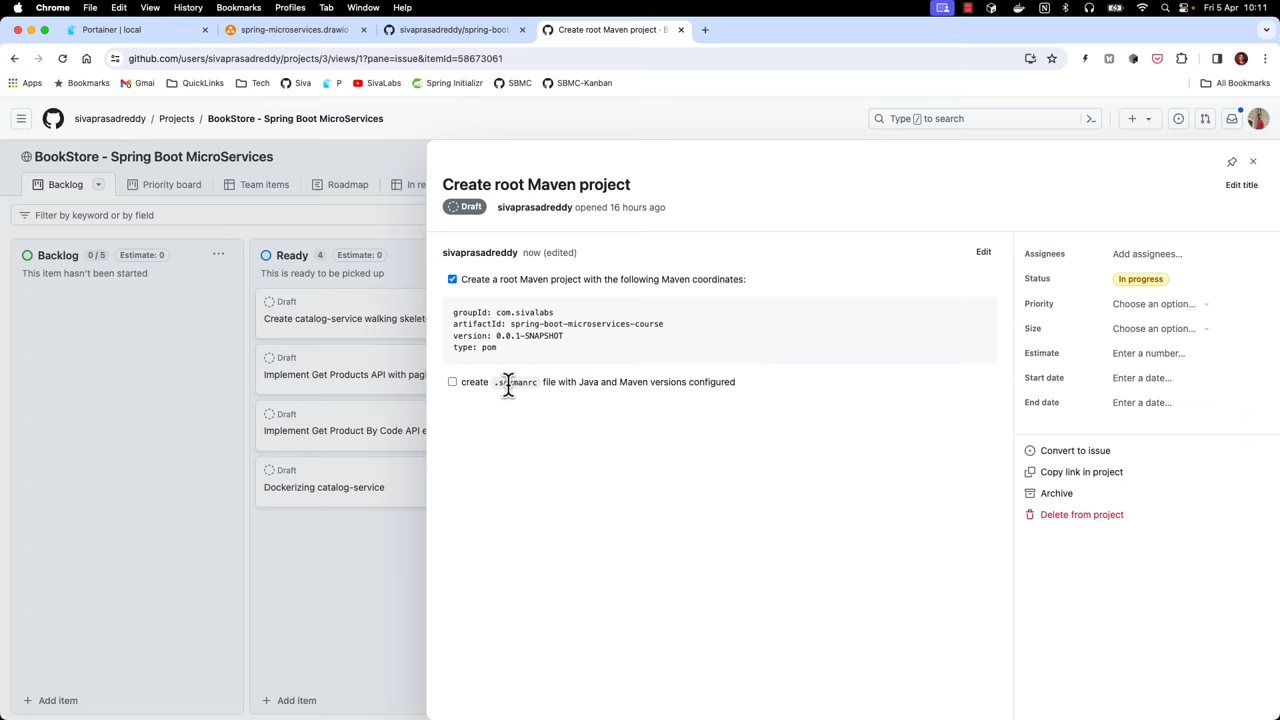 Chrome File Edit View History Bookmarks Profiles Tab Window Help Fri 5 Apr 10:11
Portainer | local
spring-microservices.drawio
sivaprasadreddy/spring-boot
Create root Maven project - B
github.com/users/sivaprasadreddy/projects/3/views/1?pane=issue&itemId=58673061
Apps Bookmarks Gmai QuickLinks Tech Siva P SivaLabs Spring Initializr SBMC SBMC-Kanban All Bookmarks
sivaprasadreddy / Projects / BookStore - Spring Boot MicroServices
Type / to search
BookStore - Spring Boot MicroServices
Backlog Priority board Team items Roadmap In re
Filter by keyword or by field
Backlog 0 / 5 Estimate: 0
This item hasn't been started
Add item
Ready 4 Estimate: 0
This is ready to be picked up
Draft
Create catalog-service walking skelet
Draft
Implement Get Products API with pagi
Draft
Implement Get Product By Code API e
Draft
Dockerizing catalog-service
Add item
Create root Maven project
Edit title
Draft sivaprasadreddy opened 16 hours ago
sivaprasadreddy now (edited) Edit
Create a root Maven project with the following Maven coordinates:
groupId: com.sivalabs
artifactId: spring-boot-microservices-course
version: 0.0.1-SNAPSHOT
type: pom
create file with Java and Maven versions configured
Assignees Add assignees...
Status In progress
Priority Choose an option...
Size Choose an option...
Estimate Enter a number...
Start date Enter a date...
End date Enter a date...
Convert to issue
Copy link in project
Archive
Delete from project